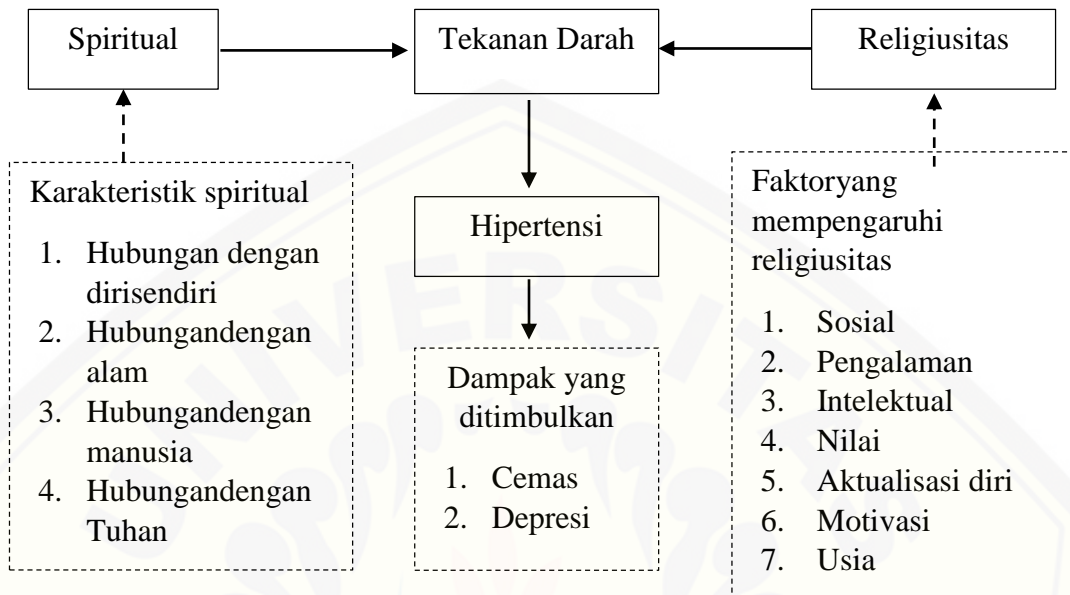 Spiritual
Tekanan Darah
Religiusitas
Karakteristik spiritual
1. Hubungan dengan
dirisendiri
2. Hubungandengan
alam
3. Hubungandengan
manusia
4. Hubungandengan
Tuhan
Hipertensi
Dampak yang
ditimbulkan
1. Cemas
2. Depresi
Faktoryang
mempengaruhi
religiusitas
1. Sosial
2. Pengalaman
3. Intelektual
4. Nilai
5. Aktualisasi diri
6. Motivasi
7. Usia
UNIVERSITAS